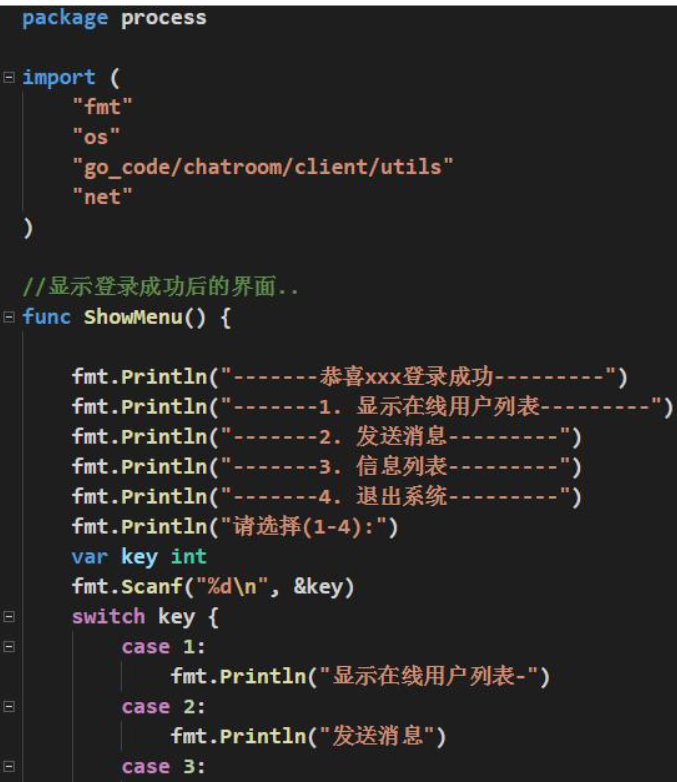 package process
import (
"fmt"
"os"
"go_code/chatroom/client/utils"
"net"
)
//显示登录成功后的界面..
func ShowMenu() {
fmt.Println("-------恭喜xxx登录成功---------")
fmt.Println("-------1. 显示在线用户列表---------")
fmt.Println("-------2. 发送消息---------")
fmt.Println("-------3. 信息列表---------")
fmt.Println("-------4. 退出系统---------")
fmt.Println("请选择(1-4):")
var key int
fmt.Scanf("%d\n", &key)
switch key {
case 1:
fmt.Println("显示在线用户列表-")
case 2:
fmt.Println("发送消息")
case 3: